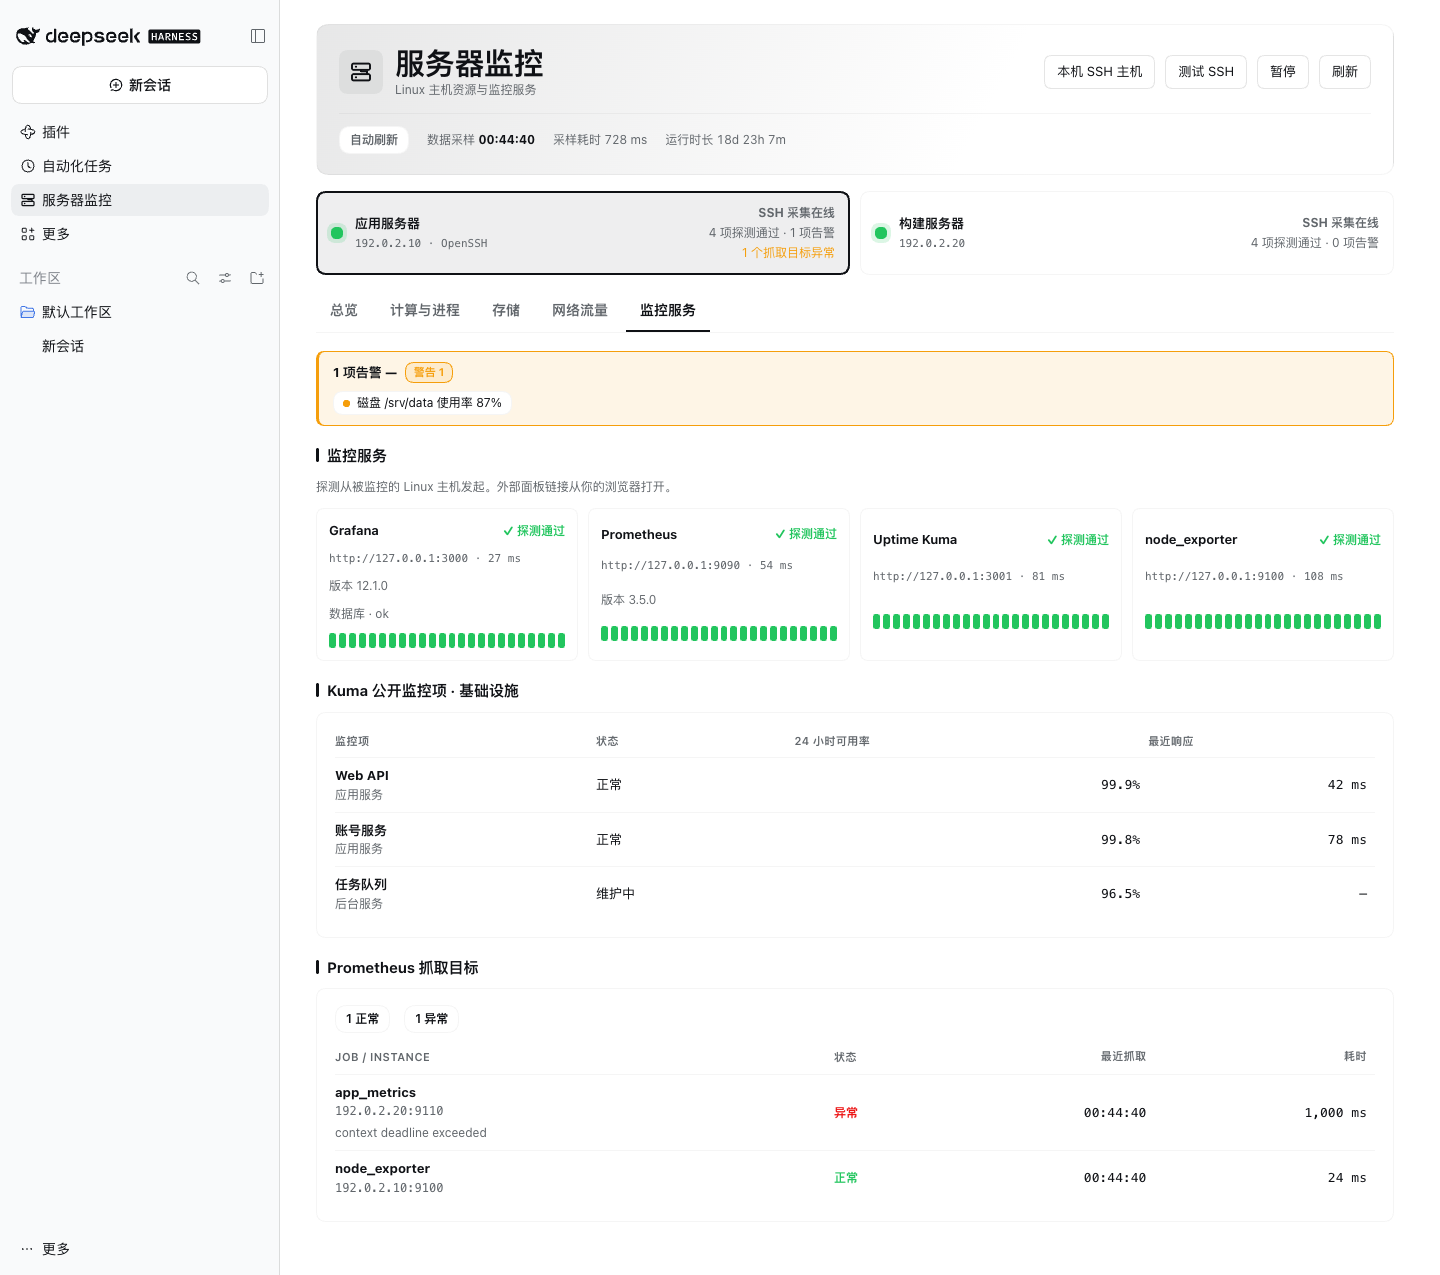 deepseek HARNESS
新会话
插件
自动化任务
服务器监控
更多
工作区
默认工作区
新会话
更多
服务器监控
Linux 主机资源与监控服务
本机 SSH 主机
测试 SSH
暂停
刷新
自动刷新
数据采样 00:44:40
采样耗时 728 ms
运行时长 18d 23h 7m
应用服务器
192.0.2.10 · OpenSSH
SSH 采集在线
4 项探测通过 · 1 项告警
1 个抓取目标异常
构建服务器
192.0.2.20
SSH 采集在线
4 项探测通过 · 0 项告警
总览
计算与进程
存储
网络流量
监控服务
1 项告警 —
警告 1
磁盘 /srv/data 使用率 87%
监控服务
探测从被监控的 Linux 主机发起。外部面板链接从你的浏览器打开。
Grafana
✓ 探测通过
http://127.0.0.1:3000 · 27 ms
版本 12.1.0
数据库 · ok
Prometheus
✓ 探测通过
http://127.0.0.1:9090 · 54 ms
版本 3.5.0
Uptime Kuma
✓ 探测通过
http://127.0.0.1:3001 · 81 ms
node_exporter
✓ 探测通过
http://127.0.0.1:9100 · 108 ms
Kuma 公开监控项 · 基础设施
监控项 状态 24 小时可用率 最近响应
Web API
应用服务
正常 99.9% 42 ms
账号服务
应用服务
正常 99.8% 78 ms
任务队列
后台服务
维护中 96.5% —
Prometheus 抓取目标
1 正常
1 异常
JOB / INSTANCE 状态 最近抓取 耗时
app_metrics
192.0.2.20:9110
context deadline exceeded
异常 00:44:40 1,000 ms
node_exporter
192.0.2.10:9100
正常 00:44:40 24 ms